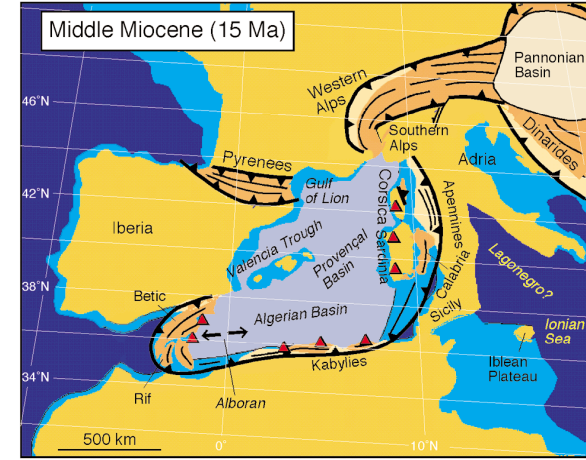 Middle Miocene (15 Ma)
Pannonian
Basin
Western
Alps
46°N
Southern
Alps
Dinarides
Adria
Pyrenees
Gulf
of Lion
42°N
Corsica
Sardinia
Apennines
Iberia
Valencia Trough
Provençal
Basin
Lagonegro?
Calabria
38°N
Betic
Algerian Basin
Sicily
Ionian
Sea
Iblean
Plateau
Kabylies
34°N
Rif
Alboran
500 km
0°
10°N